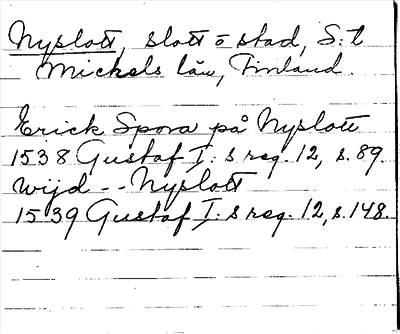 Nyslott, slott o stad, S:t
Mickels län, Finland.
Erick Spora på Nyslott
1538 Gustaf I: s reg. 12, s. 89.
wijd -- Nyslott
1539 Gustaf I: s reg. 12, s. 148.